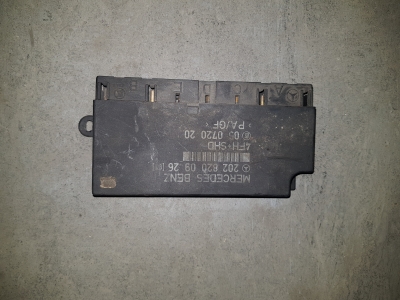 MERCEDES BENZ
202 820 09 26
4FH+SHD
05 0720 20
PA/GF